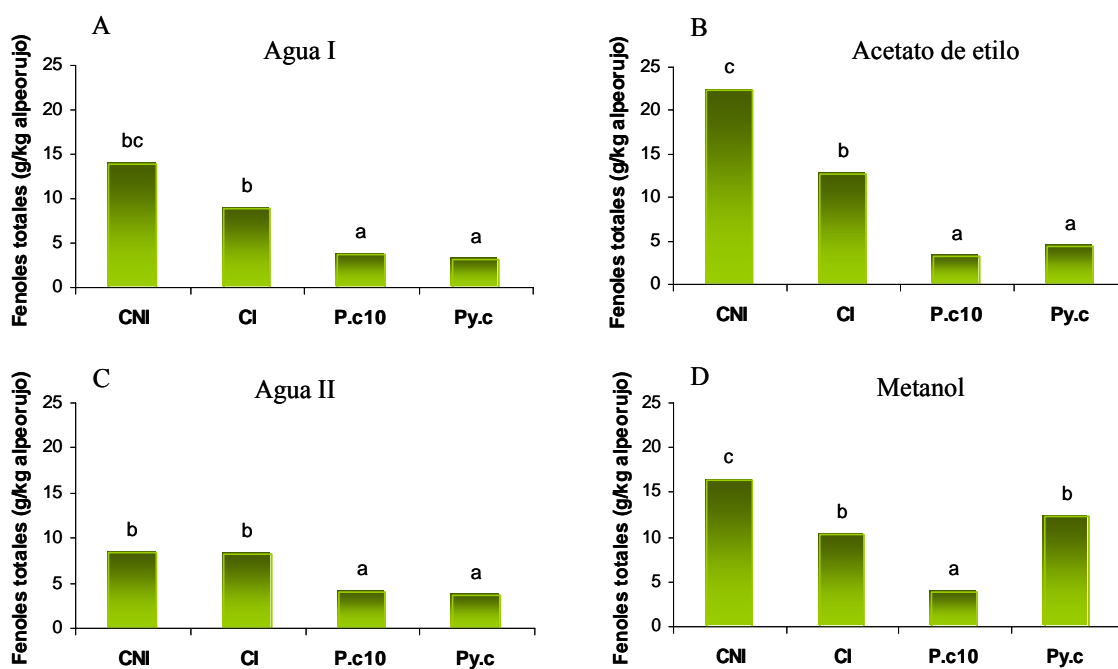 A
Agua I
Fenoles totales (g/kg alpeorujo)
25
20
15
10
5
0
bc
b
a
a
CNI CI P.c10 Py.c
B
Acetato de etilo
Fenoles totales (g/kg alpeorujo)
25
20
15
10
5
0
c
b
a
a
CNI CI P.c10 Py.c
C
Agua II
Fenoles totales (g/kg alpeorujo)
25
20
15
10
5
0
b
b
a
a
CNI CI P.c10 Py.c
D
Metanol
Fenoles totales (g/kg alpeorujo)
25
20
15
10
5
0
c
b
a
b
CNI CI P.c10 Py.c